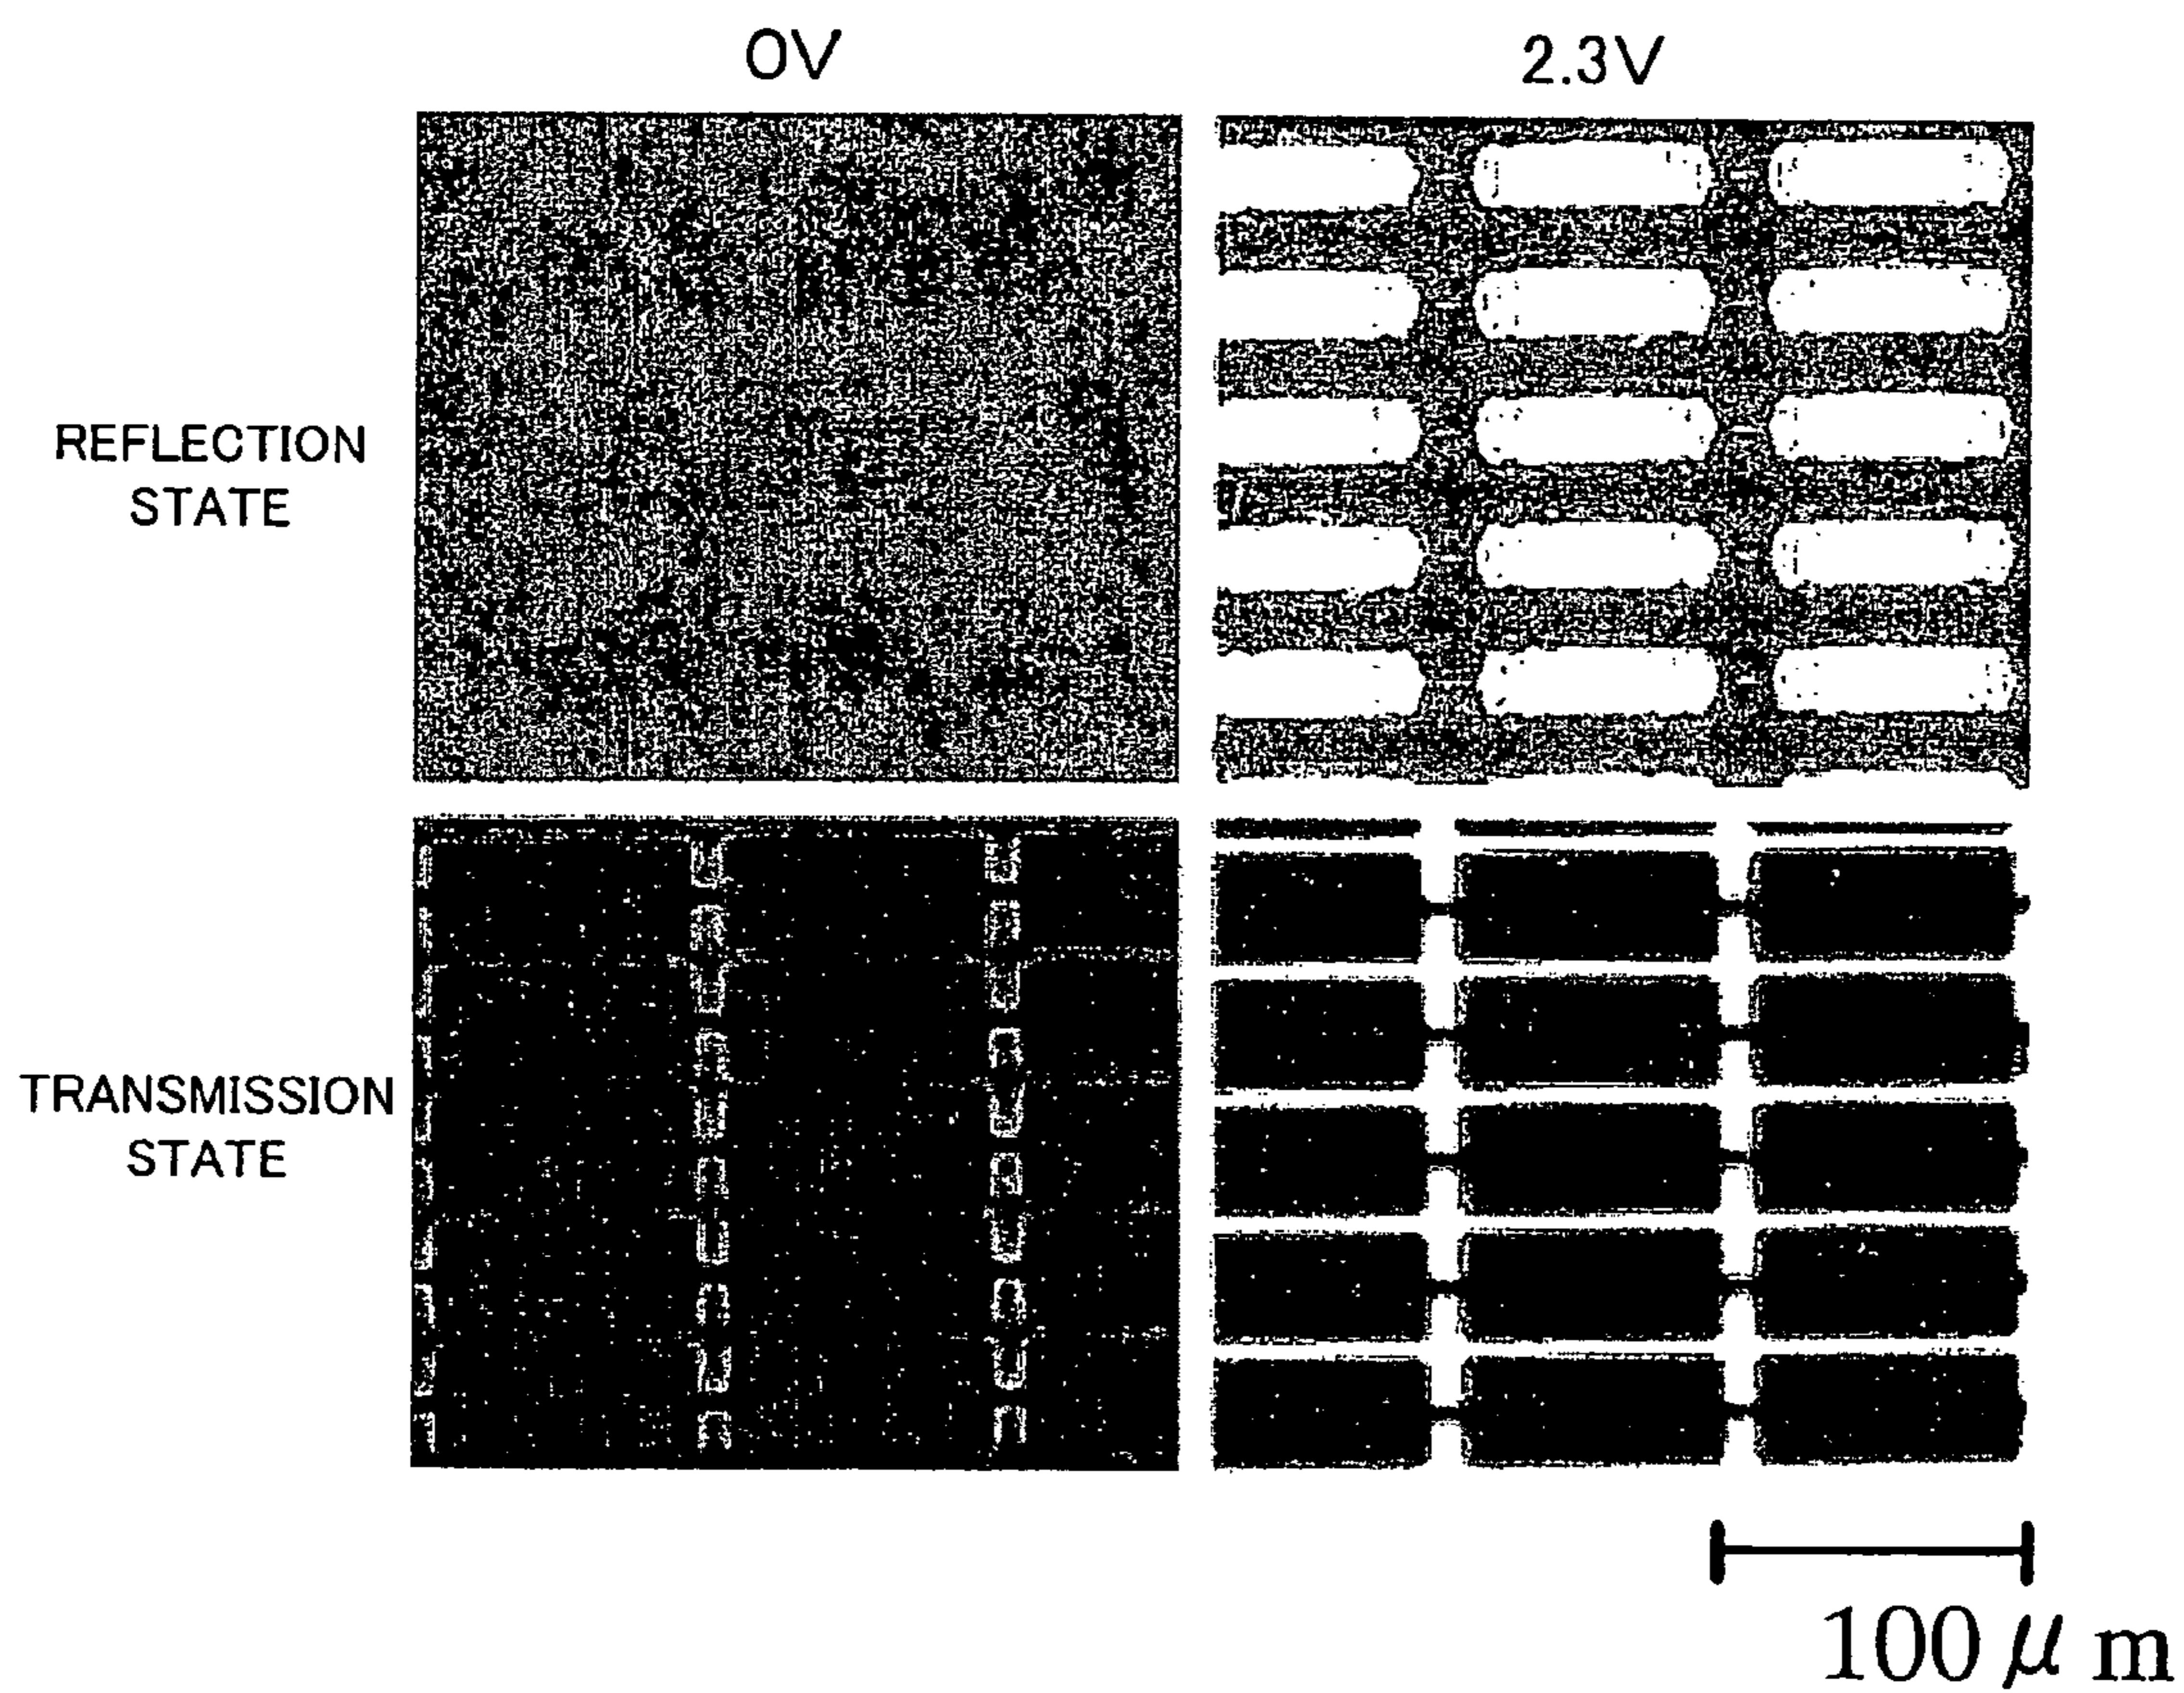 0V
2.3V
REFLECTION
STATE
TRANSMISSION
STATE
100 μ m